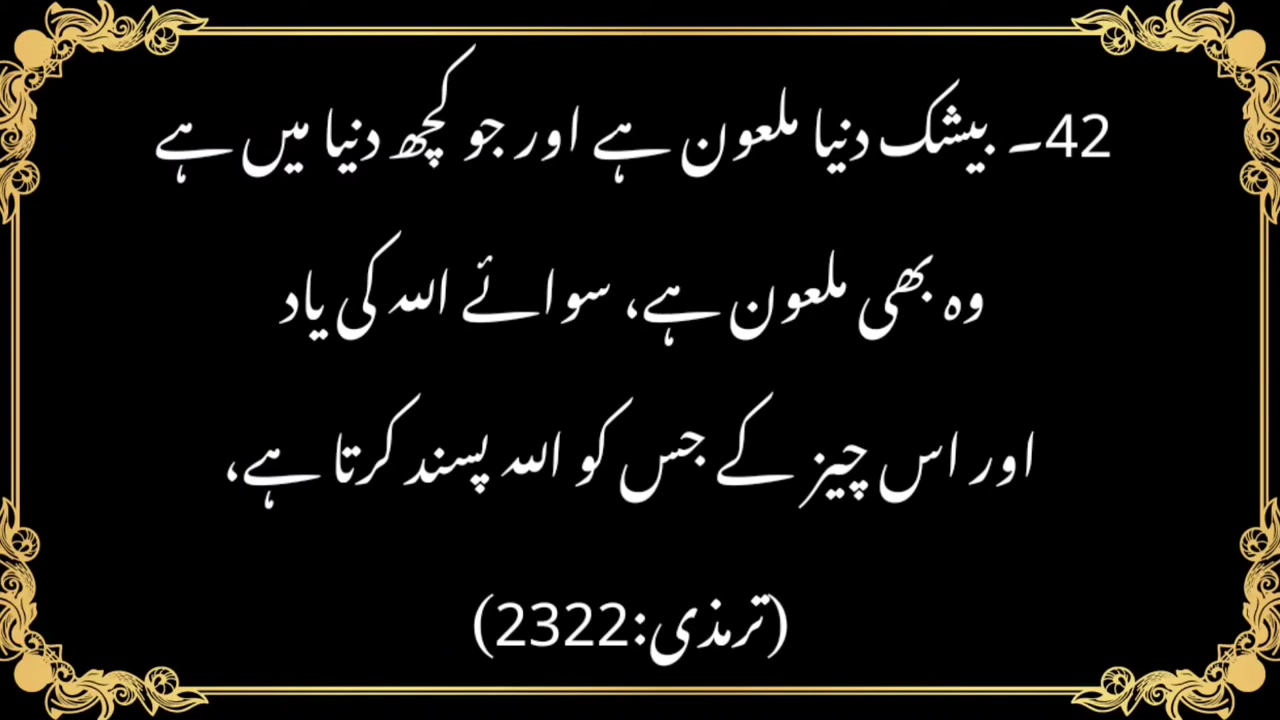 42۔ بیشک دنیا ملعون ہے اور جو کچھ دنیا میں ہے
وہ بھی ملعون ہے، سوائے اللہ کی یاد
اور اس چیز کے جس کو اللہ پسند کرتا ہے،
(ترمذی:2322)